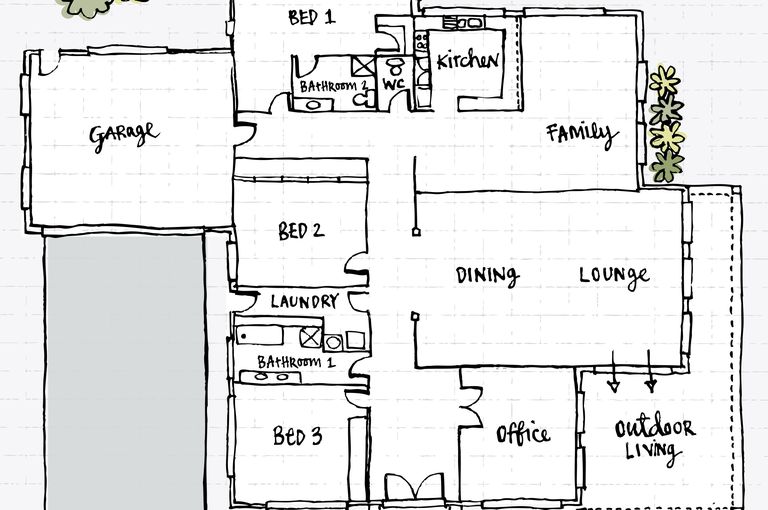 BED 1
Kitchen
BATHROOM 2
WC
GARAGE
FAMILY
BED 2
DINING
LOUNGE
LAUNDRY
BATHROOM 1
BED 3
Office
OUTDOOR
LIVING